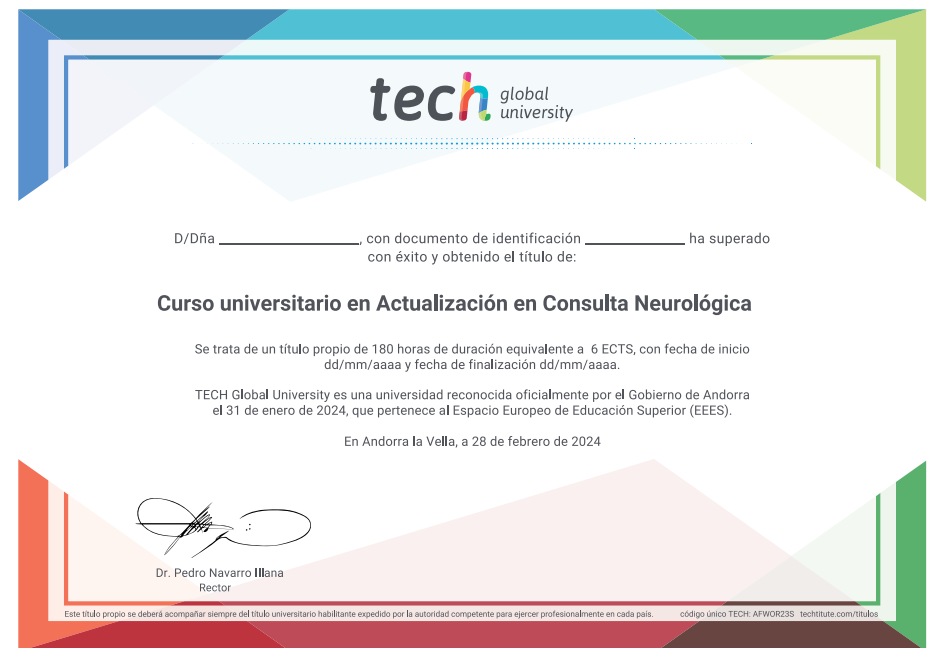 tech global
university
D/Dña ____________, con documento de identificación ____________ ha superado
con éxito y obtenido el título de:
Curso universitario en Actualización en Consulta Neurológica
Se trata de un título propio de 180 horas de duración equivalente a 6 ECTS, con fecha de inicio
dd/mm/aaaa y fecha de finalización dd/mm/aaaa.
TECH Global University es una universidad reconocida oficialmente por el Gobierno de Andorra
el 31 de enero de 2024, que pertenece al Espacio Europeo de Educación Superior (EEES).
En Andorra la Vella, a 28 de febrero de 2024
Dr. Pedro Navarro Illana
Rector
Este título propio se deberá acompañar siempre del título universitario habilitante expedido por la autoridad competente para ejercer profesionalmente en cada país. código único TECH: AFWOR23S techtitute.com/titulos